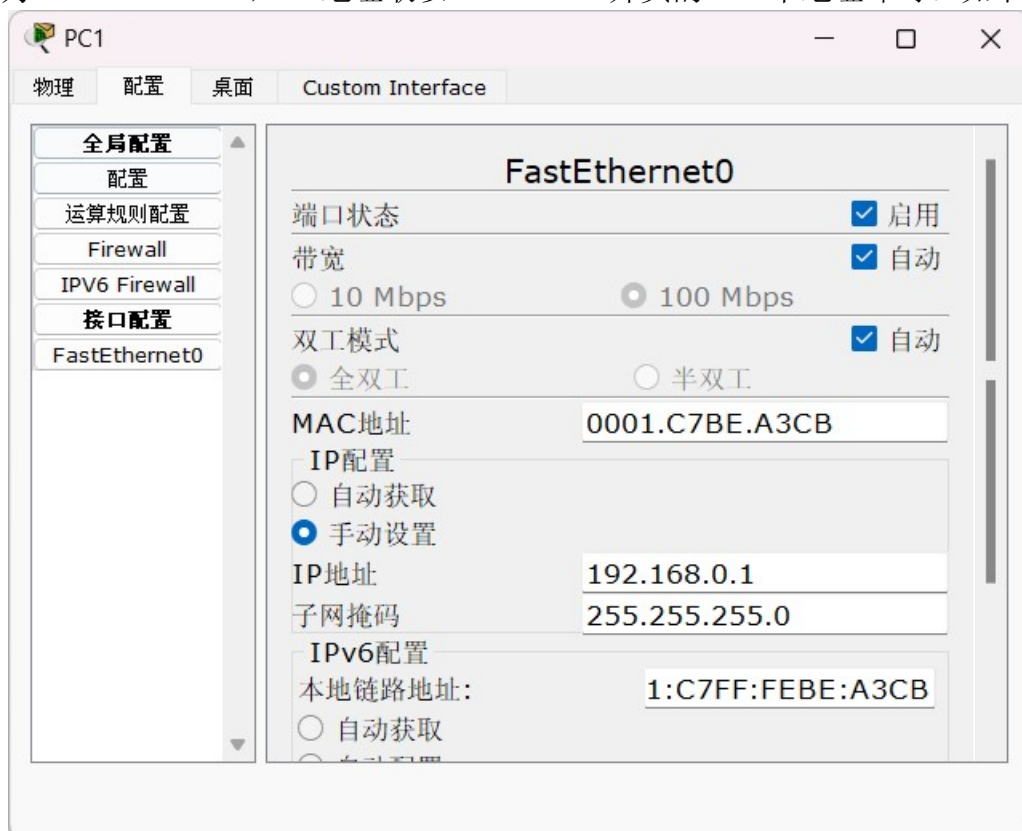 PC1
物理 配置 桌面 Custom Interface
全局配置
配置
运算规则配置
Firewall
IPV6 Firewall
接口配置
FastEthernet0
FastEthernet0
端口状态 启用
带宽 自动
10 Mbps 100 Mbps
双工模式 自动
全双工 半双工
MAC地址 0001.C7BE.A3CB
IP配置
自动获取
手动设置
IP地址 192.168.0.1
子网掩码 255.255.255.0
IPv6配置
本地链路地址: 1:C7FF:FEBE:A3CB
自动获取